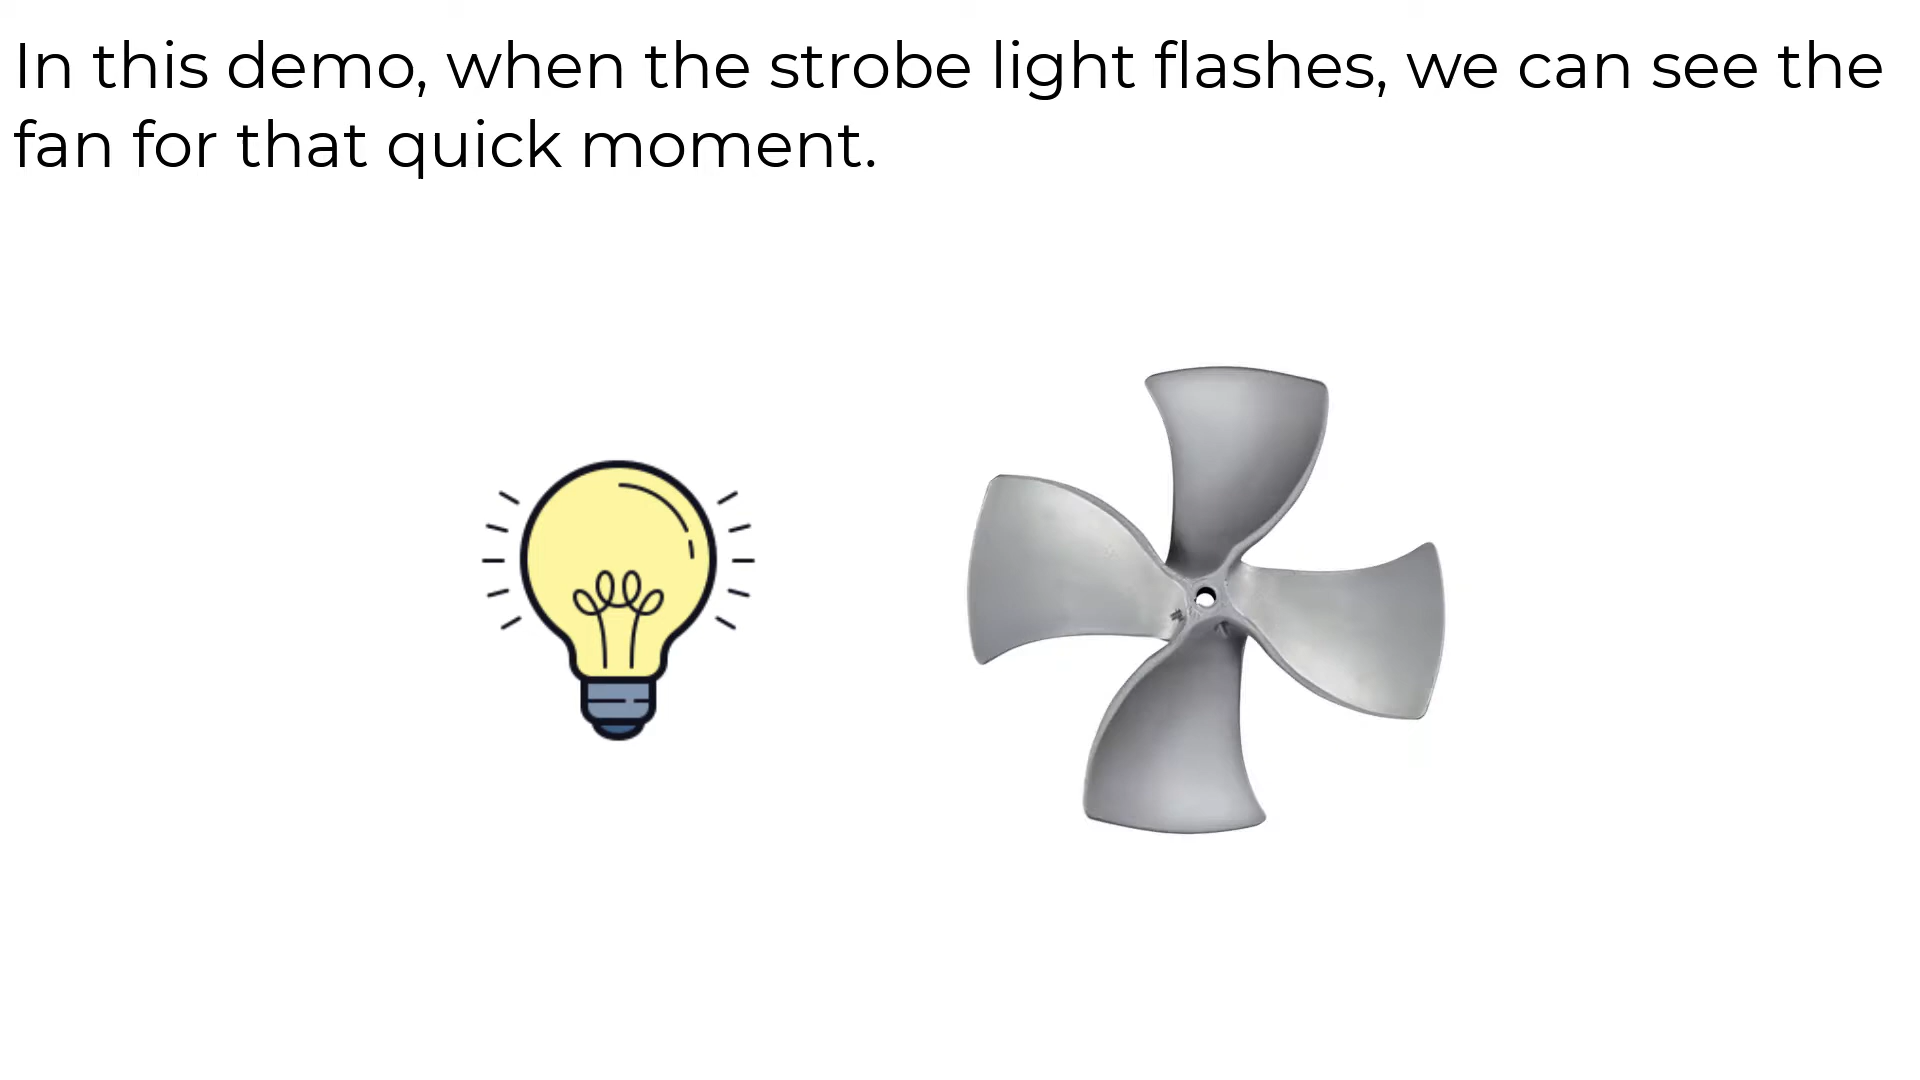 In this demo, when the strobe light flashes, we can see the
fan for that quick moment.